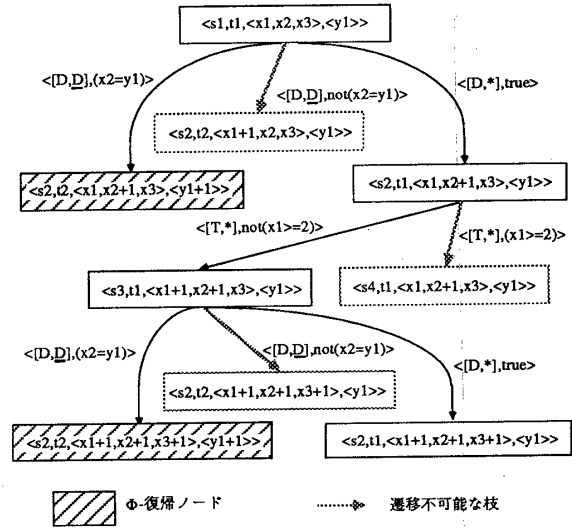 <s1,t1,<x1,x2,x3>,<y1>>
<[D,D],(x2=y1)>
<[D,D],not(x2=y1)>
<[D,*],true>
<s2,t2,<x1+1,x2,x3>,<y1>>
<s2,t2,<x1,x2+1,x3>,<y1+1>>
<s2,t1,<x1,x2+1,x3>,<y1>>
<[T,*],not(x1>=2)>
<[T,*],(x1>=2)>
<s3,t1,<x1+1,x2+1,x3>,<y1>>
<s4,t1,<x1,x2+1,x3>,<y1>>
<[D,D],(x2=y1)>
<[D,D],not(x2=y1)>
<[D,*],true>
<s2,t2,<x1+1,x2+1,x3+1>,<y1>>
<s2,t2,<x1+1,x2+1,x3+1>,<y1+1>>
<s2,t1,<x1+1,x2+1,x3+1>,<y1>>
Φ-復帰ノード
遷移不可能な枝